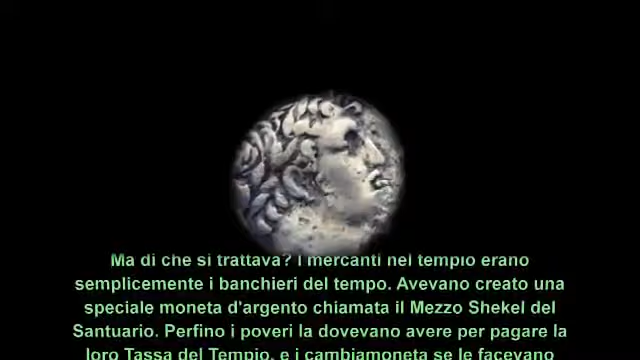 Ma di che si trattava? I mercanti nel tempio erano
semplicemente i banchieri del tempo. Avevano creato una
speciale moneta d'argento chiamata il Mezzo Shekel del
Santuario. Perfino i poveri la dovevano avere per pagare la
loro Tassa del Tempio, e i cambiamoneta se le facevano